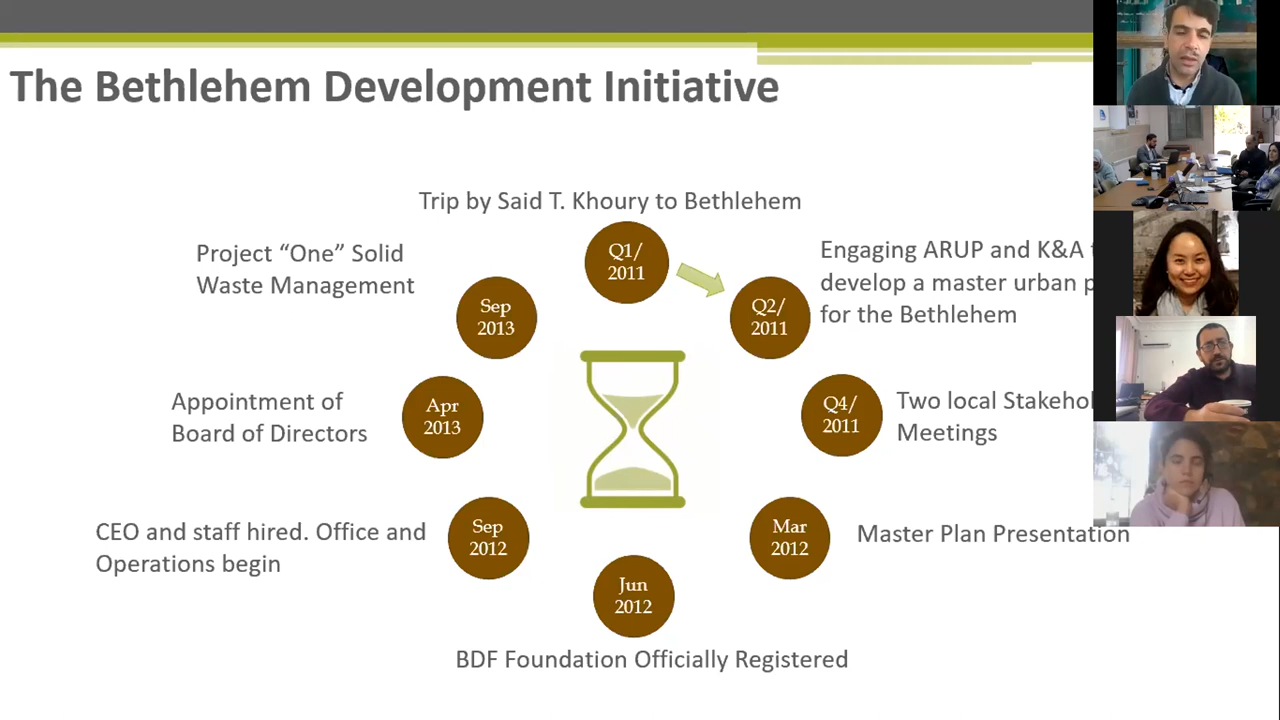 The Bethlehem Development Initiative
Trip by Said T. Khoury to Bethlehem
Q1/
2011
Engaging ARUP and K&A
develop a master urban
for the Bethlehem
Q2/
2011
Two local
Meetings
Q4/
2011
Master Plan Presentation
Mar
2012
Jun
2012
BDF Foundation Officially Registered
CEO and staff hired. Office and
Operations begin
Sep
2012
Appointment of
Board of Directors
Apr
2013
Project “One” Solid
Waste Management
Sep
2013